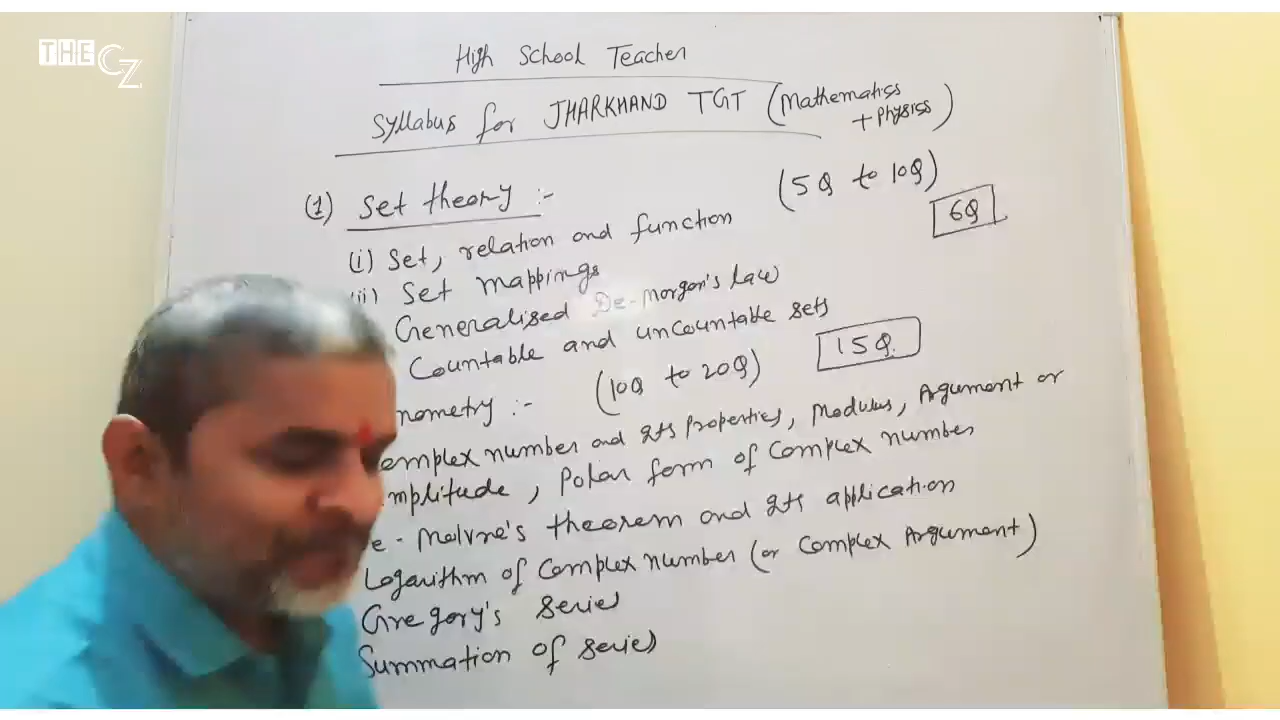 THE CZ
High School Teacher
Syllabus for JHARKHAND TGT (Mathematics
+ Physics)
(1) Set theory :- (5Q to 10Q)
6Q
(i) Set, relation and function
(ii) Set mappings
Generalised De-Morgan's law
Countable and uncountable sets
nometry :- (10Q to 20Q) 15Q.
omplex number and its properties, Modulus, Argument or
mplitude, Polar form of Complex number
e-Moivre's theorem and its application
Logarithm of Complex number (or Complex Argument)
Gregory's series
Summation of series